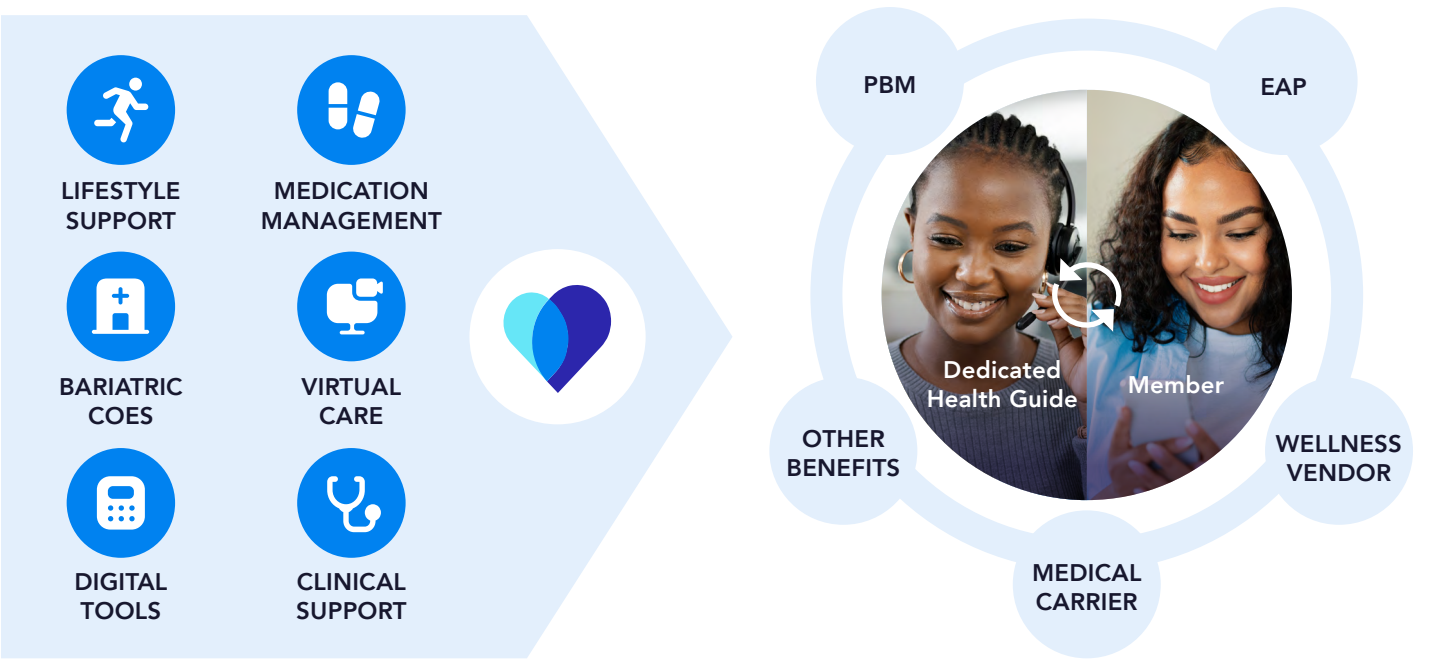 LIFESTYLE
SUPPORT
MEDICATION
MANAGEMENT
BARIATRIC
COES
VIRTUAL
CARE
DIGITAL
TOOLS
CLINICAL
SUPPORT
PBM
EAP
Dedicated
Health Guide
Member
OTHER
BENEFITS
WELLNESS
VENDOR
MEDICAL
CARRIER